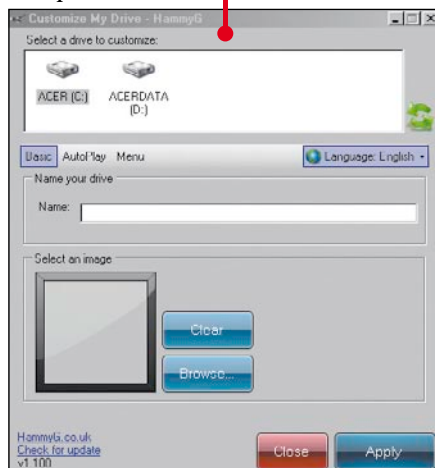 Customize My Drive - HammyG
Select a drive to customize:
ACER (C:) ACERDATA
(D:)
Basic AutoPlay Menu Language: English
Name your drive
Name:
Select an image
Clear
Browse...
HammyG.co.uk
Check for update
v1.100
Close Apply